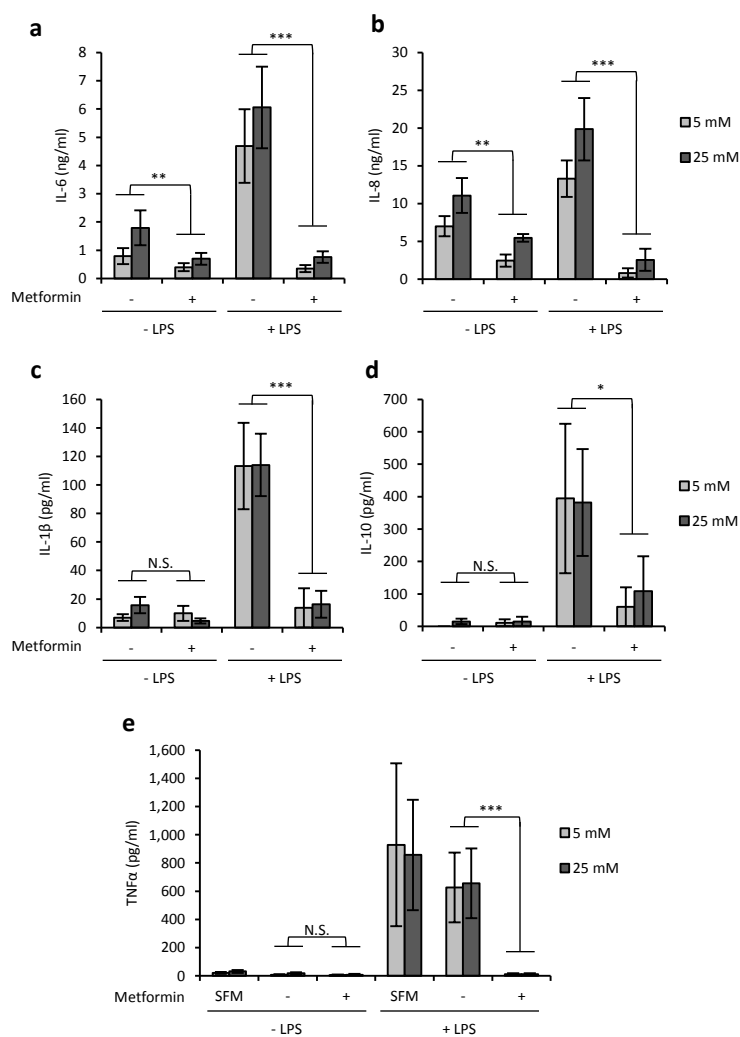 a
IL-6 (ng/ml)
8
7
6
5
4
3
2
1
0
**
***
Metformin - + - +
- LPS + LPS
b
IL-8 (ng/ml)
30
25
20
15
10
5
0
**
***
5 mM
25 mM
- + - +
- LPS + LPS
c
IL-1β (pg/ml)
160
140
120
100
80
60
40
20
0
N.S.
***
Metformin - + - +
- LPS + LPS
d
IL-10 (pg/ml)
700
600
500
400
300
200
100
0
N.S.
*
5 mM
25 mM
- + - +
- LPS + LPS
e
TNFα (pg/ml)
1,600
1,400
1,200
1,000
800
600
400
200
0
N.S.
***
5 mM
25 mM
Metformin SFM - + SFM - +
- LPS + LPS